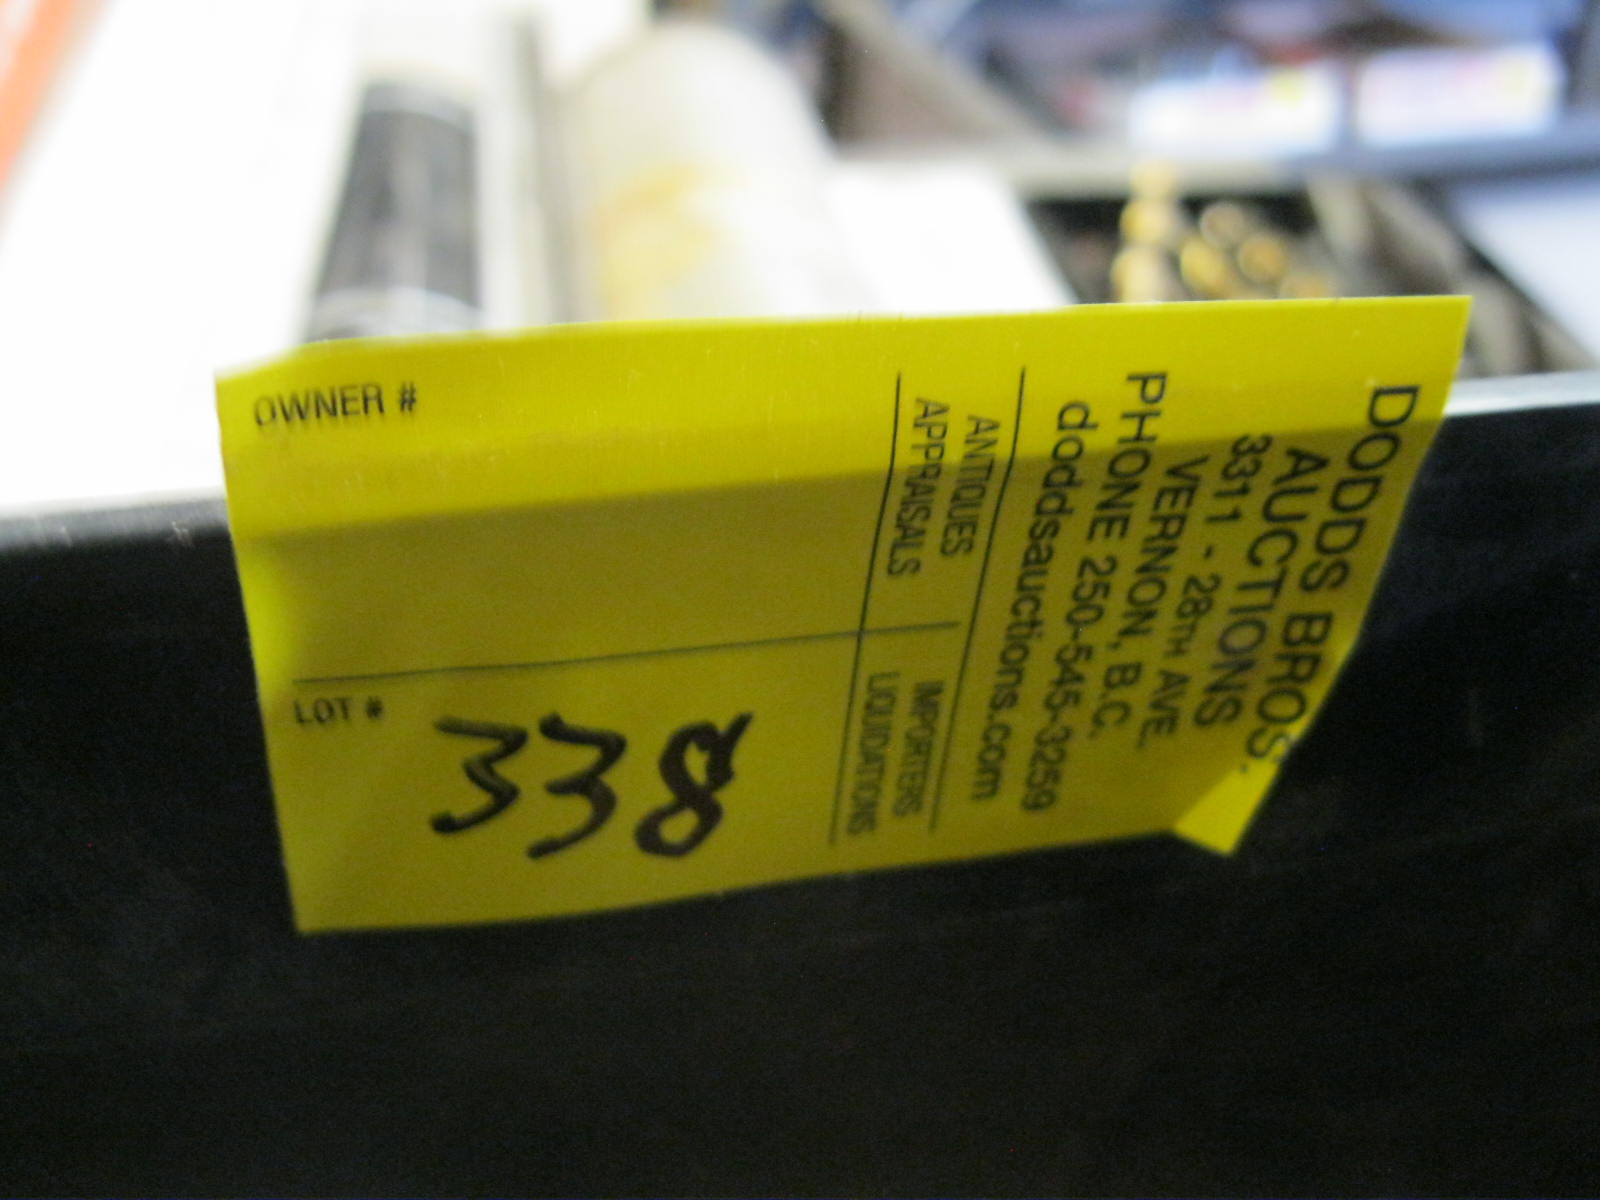 DODDS BROS.
AUCTIONS
3311 - 28TH AVE.
VERNON, B.C.
PHONE 250-545-3259
doddsauctions.com
ANTIQUES
APPRAISALS
IMPORTERS
LIQUIDATIONS
OWNER #
LOT #
338